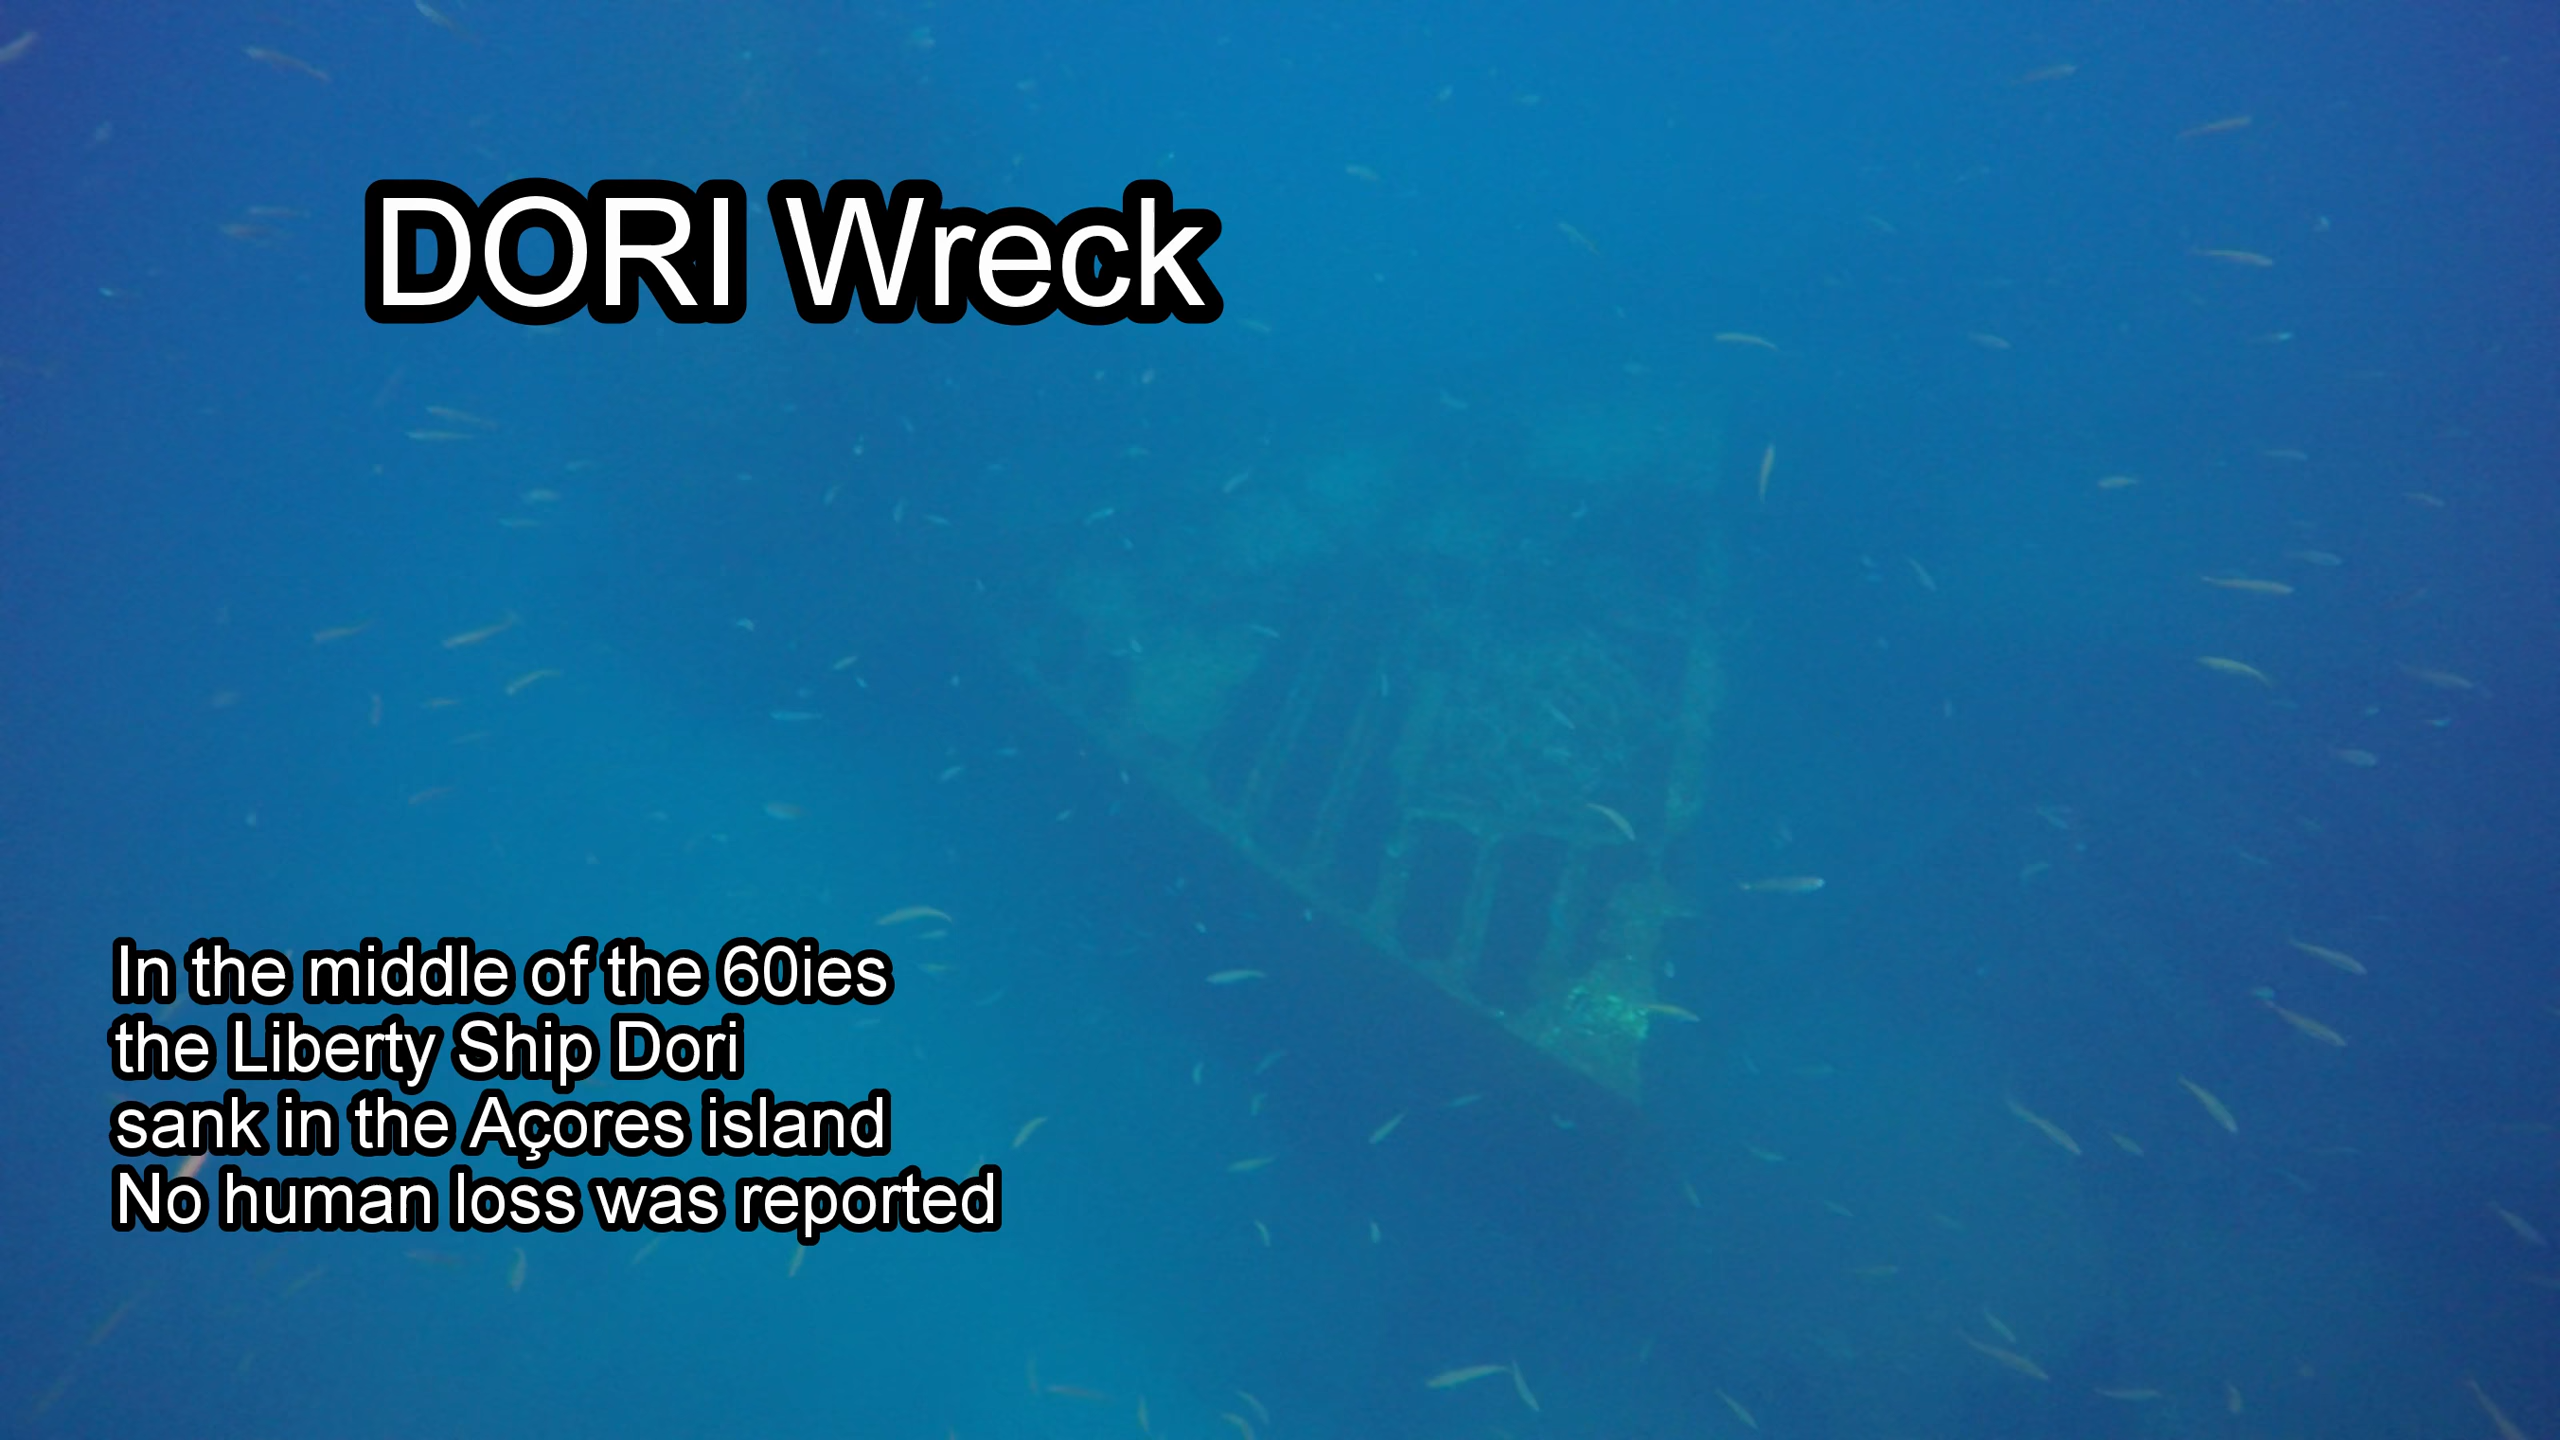 DORI Wreck
In the middle of the 60ies
the Liberty Ship Dori
sank in the Açores island
No human loss was reported